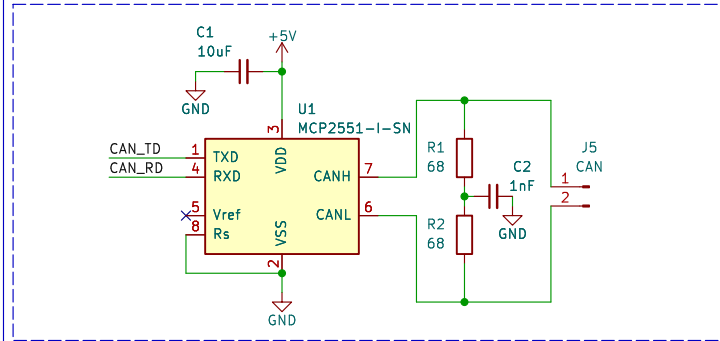 C1
10uF
+5V
GND
U1
MCP2551-I-SN
CAN_TD
CAN_RD
1
4
5
8
3
2
7
6
TXD
RXD
Vref
Rs
VDD
VSS
CANH
CANL
R1
68
R2
68
C2
1nF
GND
J5
CAN
1
2
GND